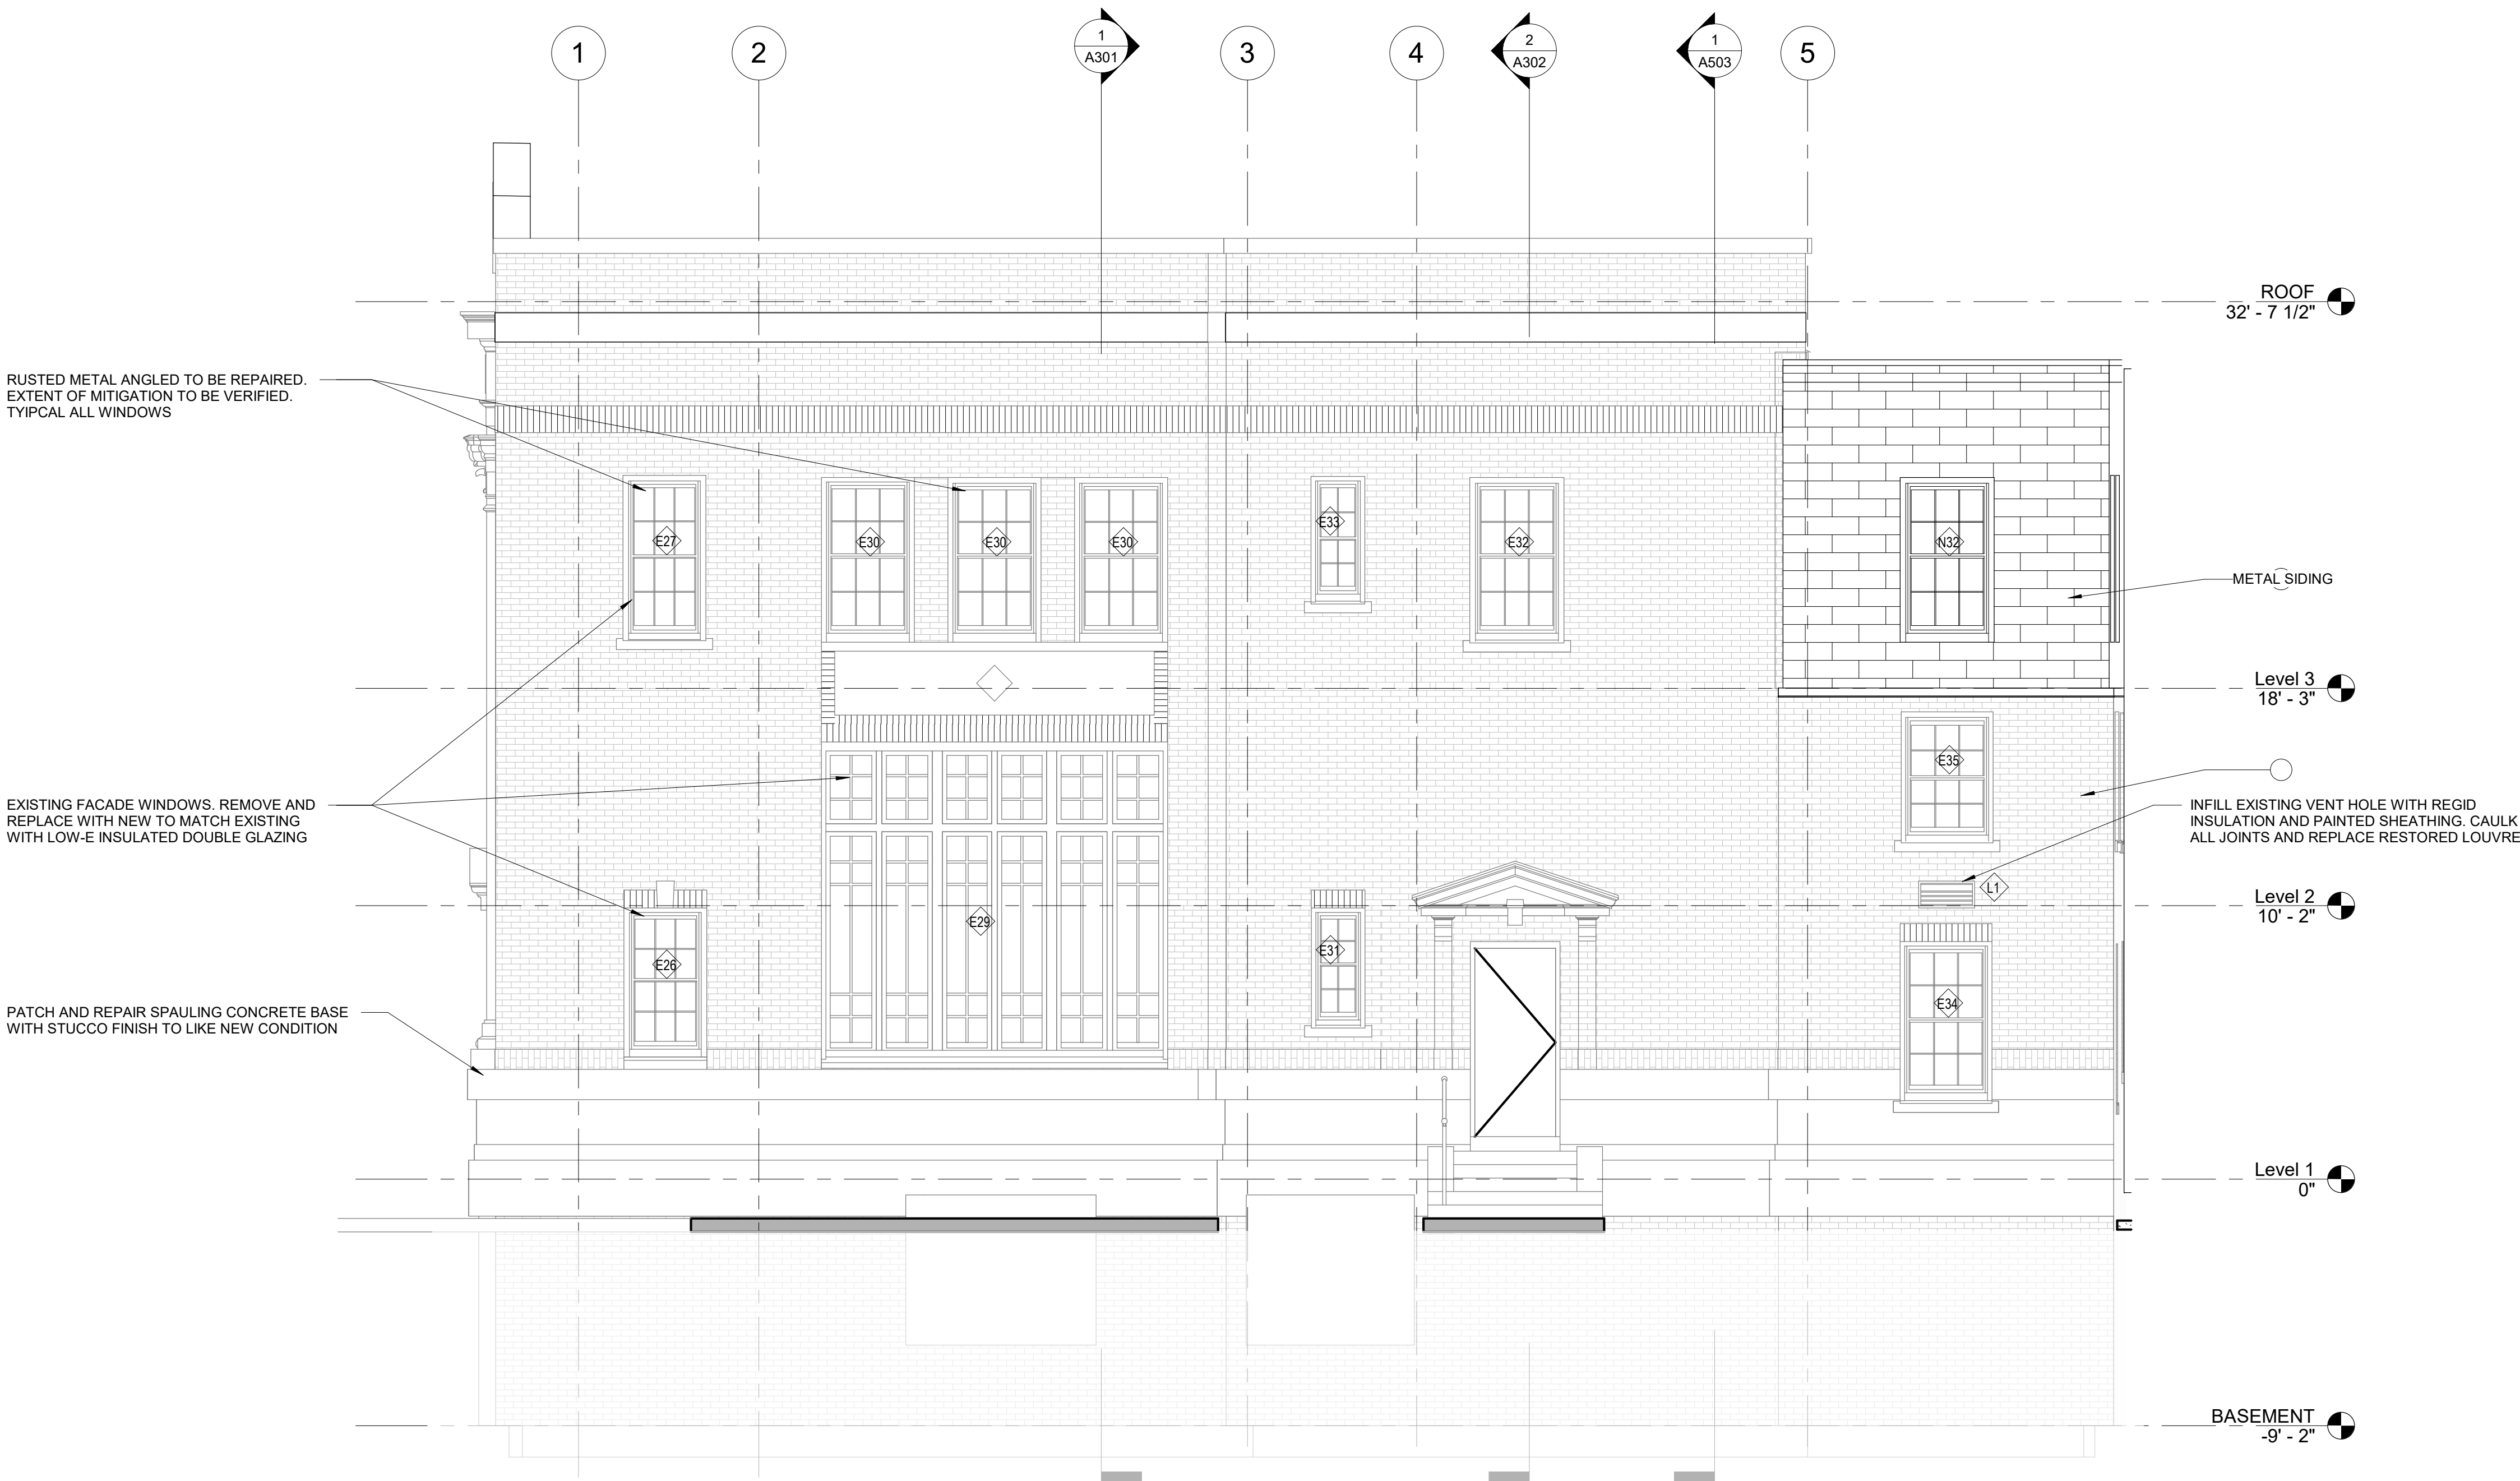 1
2
1
A301
3
4
2
A302
1
A503
5
ROOF
32' - 7 1/2"
RUSTED METAL ANGLED TO BE REPAIRED.
EXTENT OF MITIGATION TO BE VERIFIED.
TYIPCAL ALL WINDOWS
E27
E30
E30
E30
E33
E32
N32
METAL SIDING
Level 3
18' - 3"
E35
EXISTING FACADE WINDOWS. REMOVE AND
REPLACE WITH NEW TO MATCH EXISTING
WITH LOW-E INSULATED DOUBLE GLAZING
INFILL EXISTING VENT HOLE WITH REGID
INSULATION AND PAINTED SHEATHING. CAULK
ALL JOINTS AND REPLACE RESTORED LOUVRE
L1
Level 2
10' - 2"
E29
E31
E26
E34
PATCH AND REPAIR SPAULING CONCRETE BASE
WITH STUCCO FINISH TO LIKE NEW CONDITION
Level 1
0"
BASEMENT
-9' - 2"